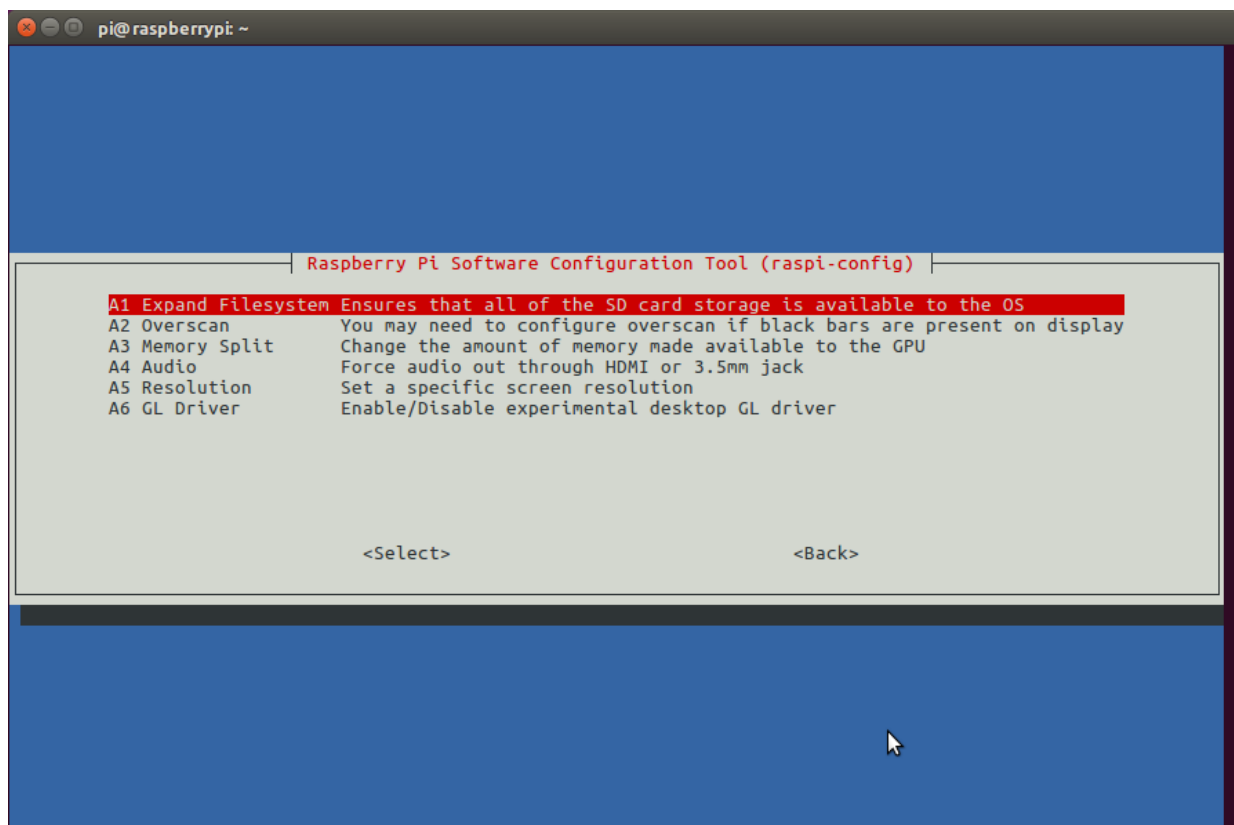 pi@raspberrypi: ~
Raspberry Pi Software Configuration Tool (raspi-config)
A1 Expand Filesystem Ensures that all of the SD card storage is available to the OS
A2 Overscan You may need to configure overscan if black bars are present on display
A3 Memory Split Change the amount of memory made available to the GPU
A4 Audio Force audio out through HDMI or 3.5mm jack
A5 Resolution Set a specific screen resolution
A6 GL Driver Enable/Disable experimental desktop GL driver
<Select> <Back>